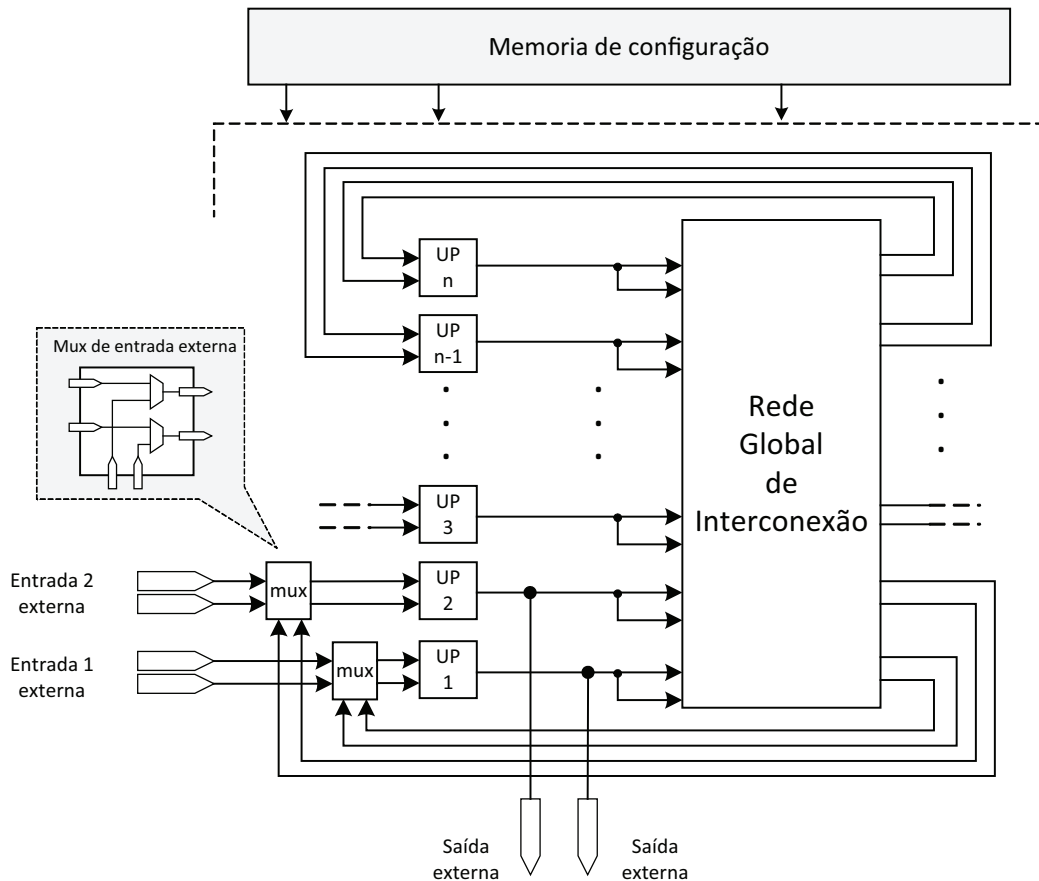 Memoria de configuração
UP
n
UP
n-1
Mux de entrada externa
Rede
Global
de
Interconexão
UP
3
Entrada 2
externa
mux
UP
2
Entrada 1
externa
mux
UP
1
Saída
externa
Saída
externa